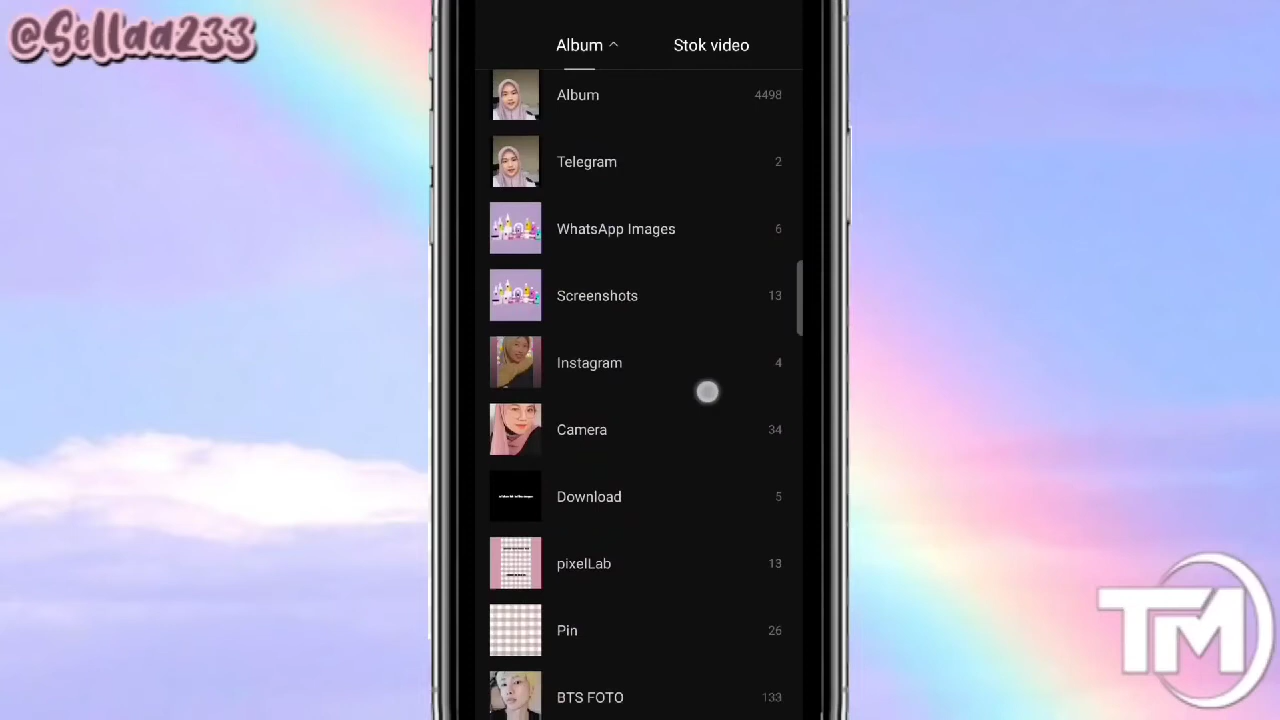 @Sellaa233
Album Stok video
Album 4498
Telegram 2
WhatsApp Images 6
Screenshots 13
Instagram 4
Camera 34
Download 5
pixelLab 13
Pin 26
BTS FOTO 133
TM